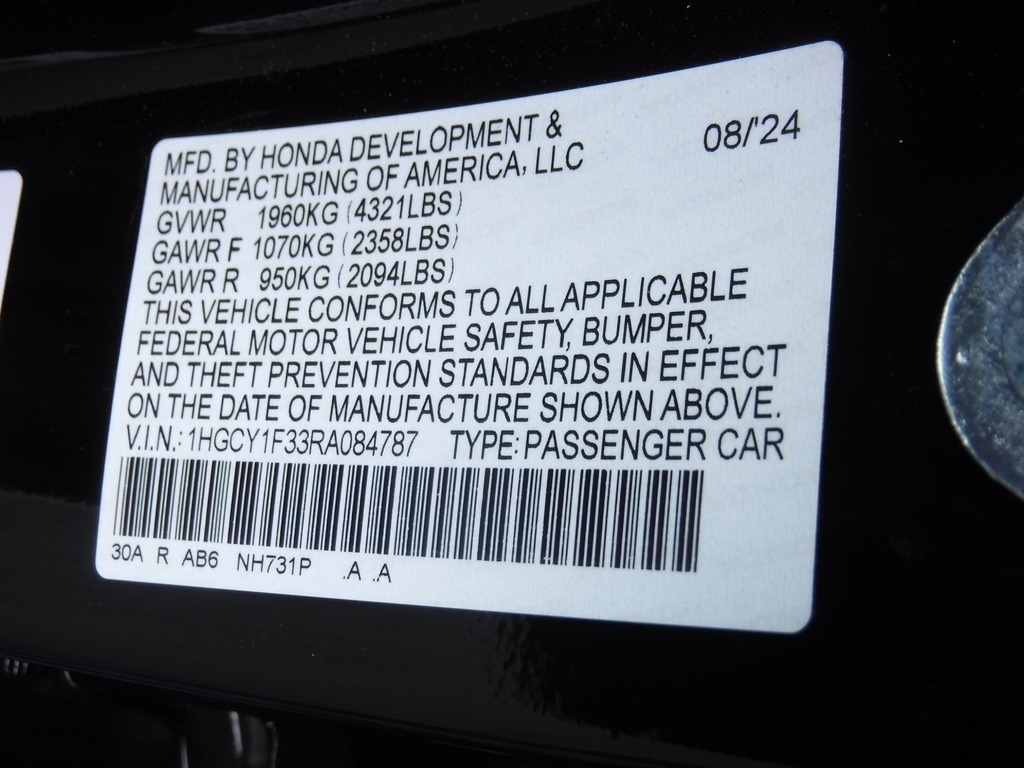 MFD. BY HONDA DEVELOPMENT & 08/'24
MANUFACTURING OF AMERICA, LLC
GVWR 1960KG (4321LBS)
GAWR F 1070KG (2358LBS)
GAWR R 950KG (2094LBS)
THIS VEHICLE CONFORMS TO ALL APPLICABLE
FEDERAL MOTOR VEHICLE SAFETY, BUMPER,
AND THEFT PREVENTION STANDARDS IN EFFECT
ON THE DATE OF MANUFACTURE SHOWN ABOVE.
V.I.N.: 1HGCY1F33RA084787 TYPE: PASSENGER CAR
30A R AB6 NH731P .A .A